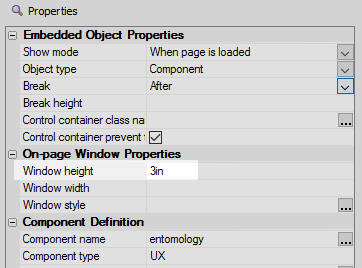 Properties
Embedded Object Properties
Show mode When page is loaded
Object type Component
Break After
Break height
Control container class na
Control container prevent
On-page Window Properties
Window height 3in
Window width
Window style
Component Definition
Component name entomology
Component type UX